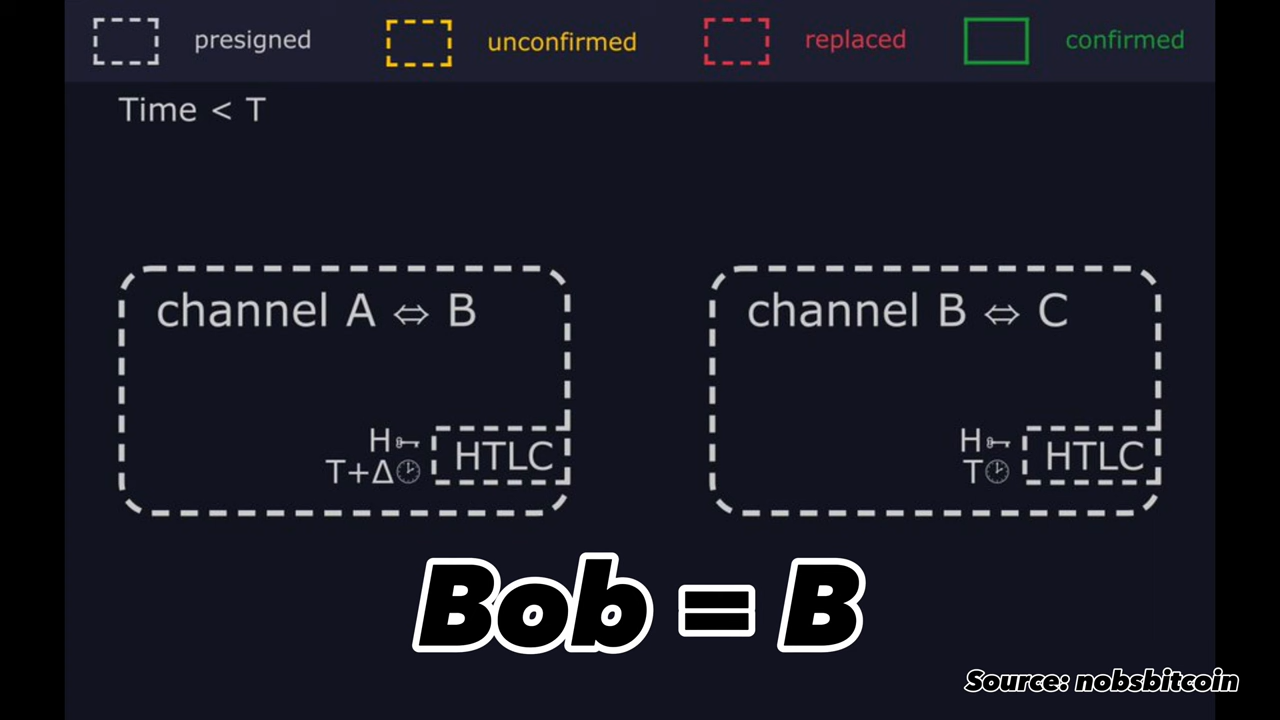 presigned unconfirmed replaced confirmed
Time < T
channel A ⇔ B
H
T+Δ
HTLC
channel B ⇔ C
H
T
HTLC
Bob = B
Source: nobsbitcoin